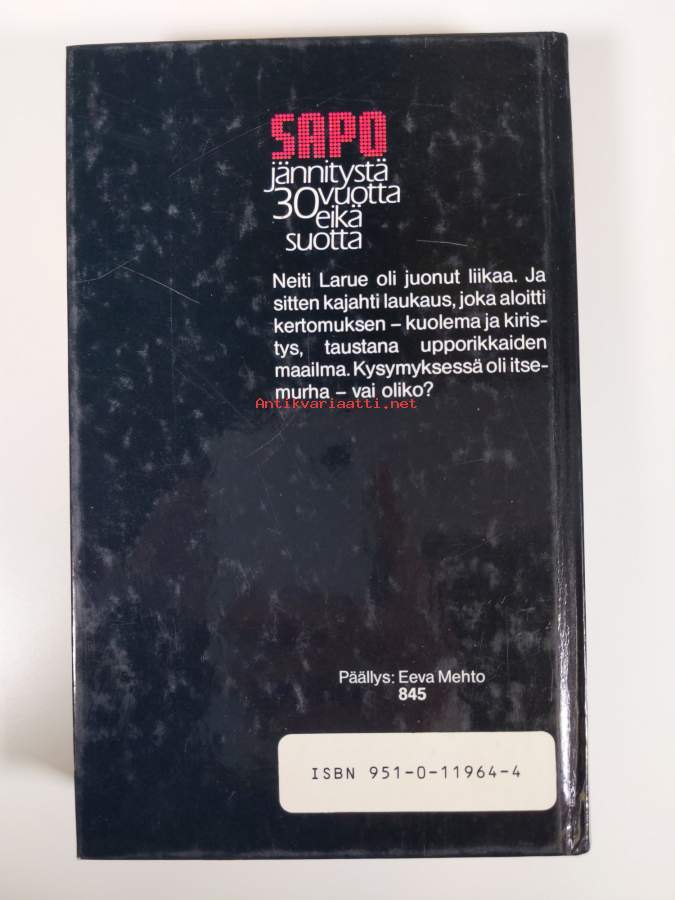 SAPO
jännitystä
30 vuotta
eikä
suotta
Neiti Larue oli juonut liikaa. Ja
sitten kajahti laukaus, joka aloitti
kertomuksen – kuolema ja kiris-
tys, taustana upporikkaiden
maailma. Kysymyksessä oli itse-
murha – vai oliko?
Antikvariaatti.net
Päällys: Eeva Mehto
845
ISBN 951-0-11964-4